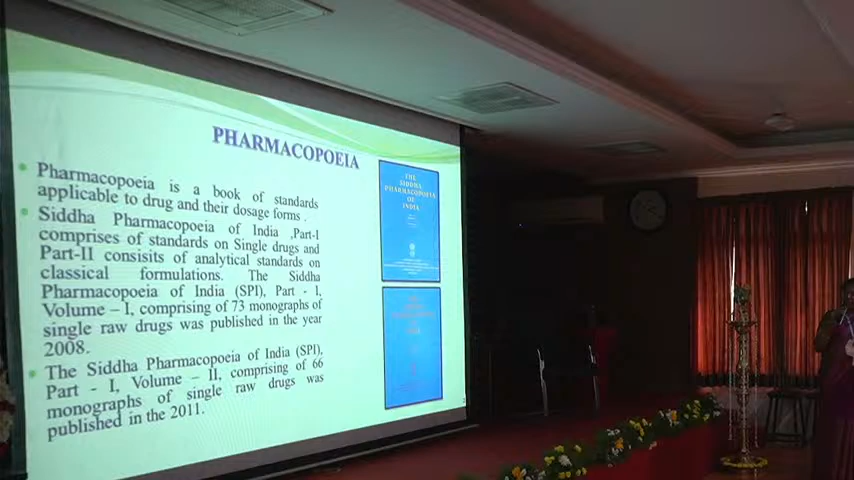 PHARMACOPOEIA
Pharmacopoeia is a book of standards
applicable to drug and their dosage forms .
Siddha Pharmacopoeia of India ,Part-I
comprises of standards on Single drugs and
Part-II consisits of analytical standards on
classical formulations. The Siddha
Pharmacopoeia of India (SPI), Part - I,
Volume – I, comprising of 73 monographs of
single raw drugs was published in the year
2008.
The Siddha Pharmacopoeia of India (SPI),
Part - I, Volume – II, comprising of 66
monographs of single raw drugs was
published in the 2011.
THE
SIDDHA
PHARMACOPOEIA
OF
INDIA